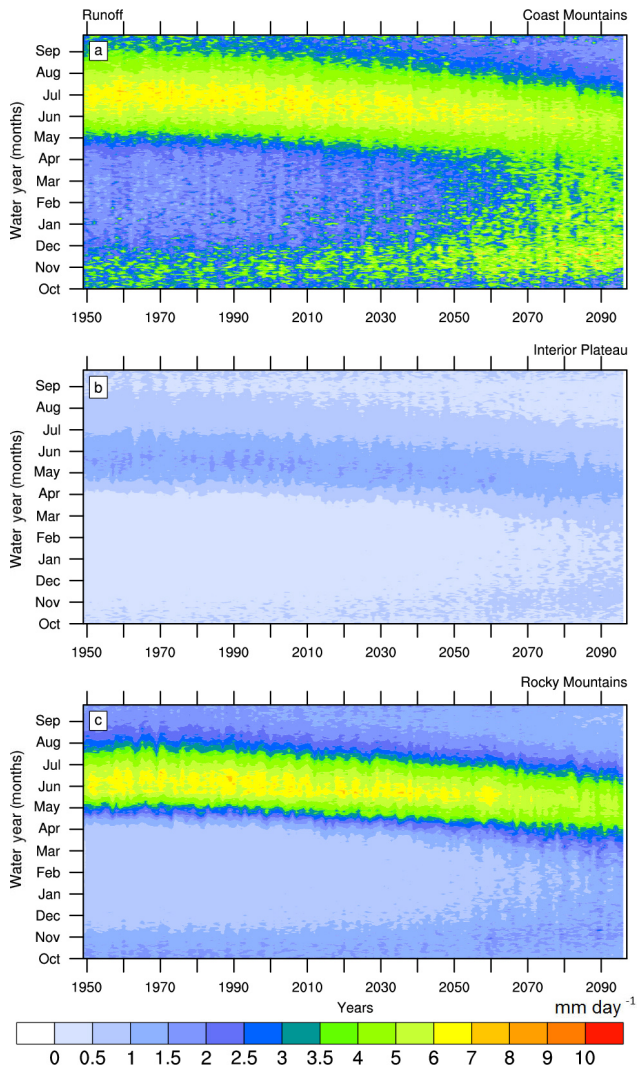 Runoff Coast Mountains
a
Sep
Aug
Jul
Jun
May
Apr
Mar
Feb
Jan
Dec
Nov
Oct
Water year (months)
1950 1970 1990 2010 2030 2050 2070 2090
Interior Plateau
b
Sep
Aug
Jul
Jun
May
Apr
Mar
Feb
Jan
Dec
Nov
Oct
Water year (months)
1950 1970 1990 2010 2030 2050 2070 2090
Rocky Mountains
c
Sep
Aug
Jul
Jun
May
Apr
Mar
Feb
Jan
Dec
Nov
Oct
Water year (months)
1950 1970 1990 2010 2030 2050 2070 2090
Years mm day -1
0 0.5 1 1.5 2 2.5 3 3.5 4 5 6 7 8 9 10